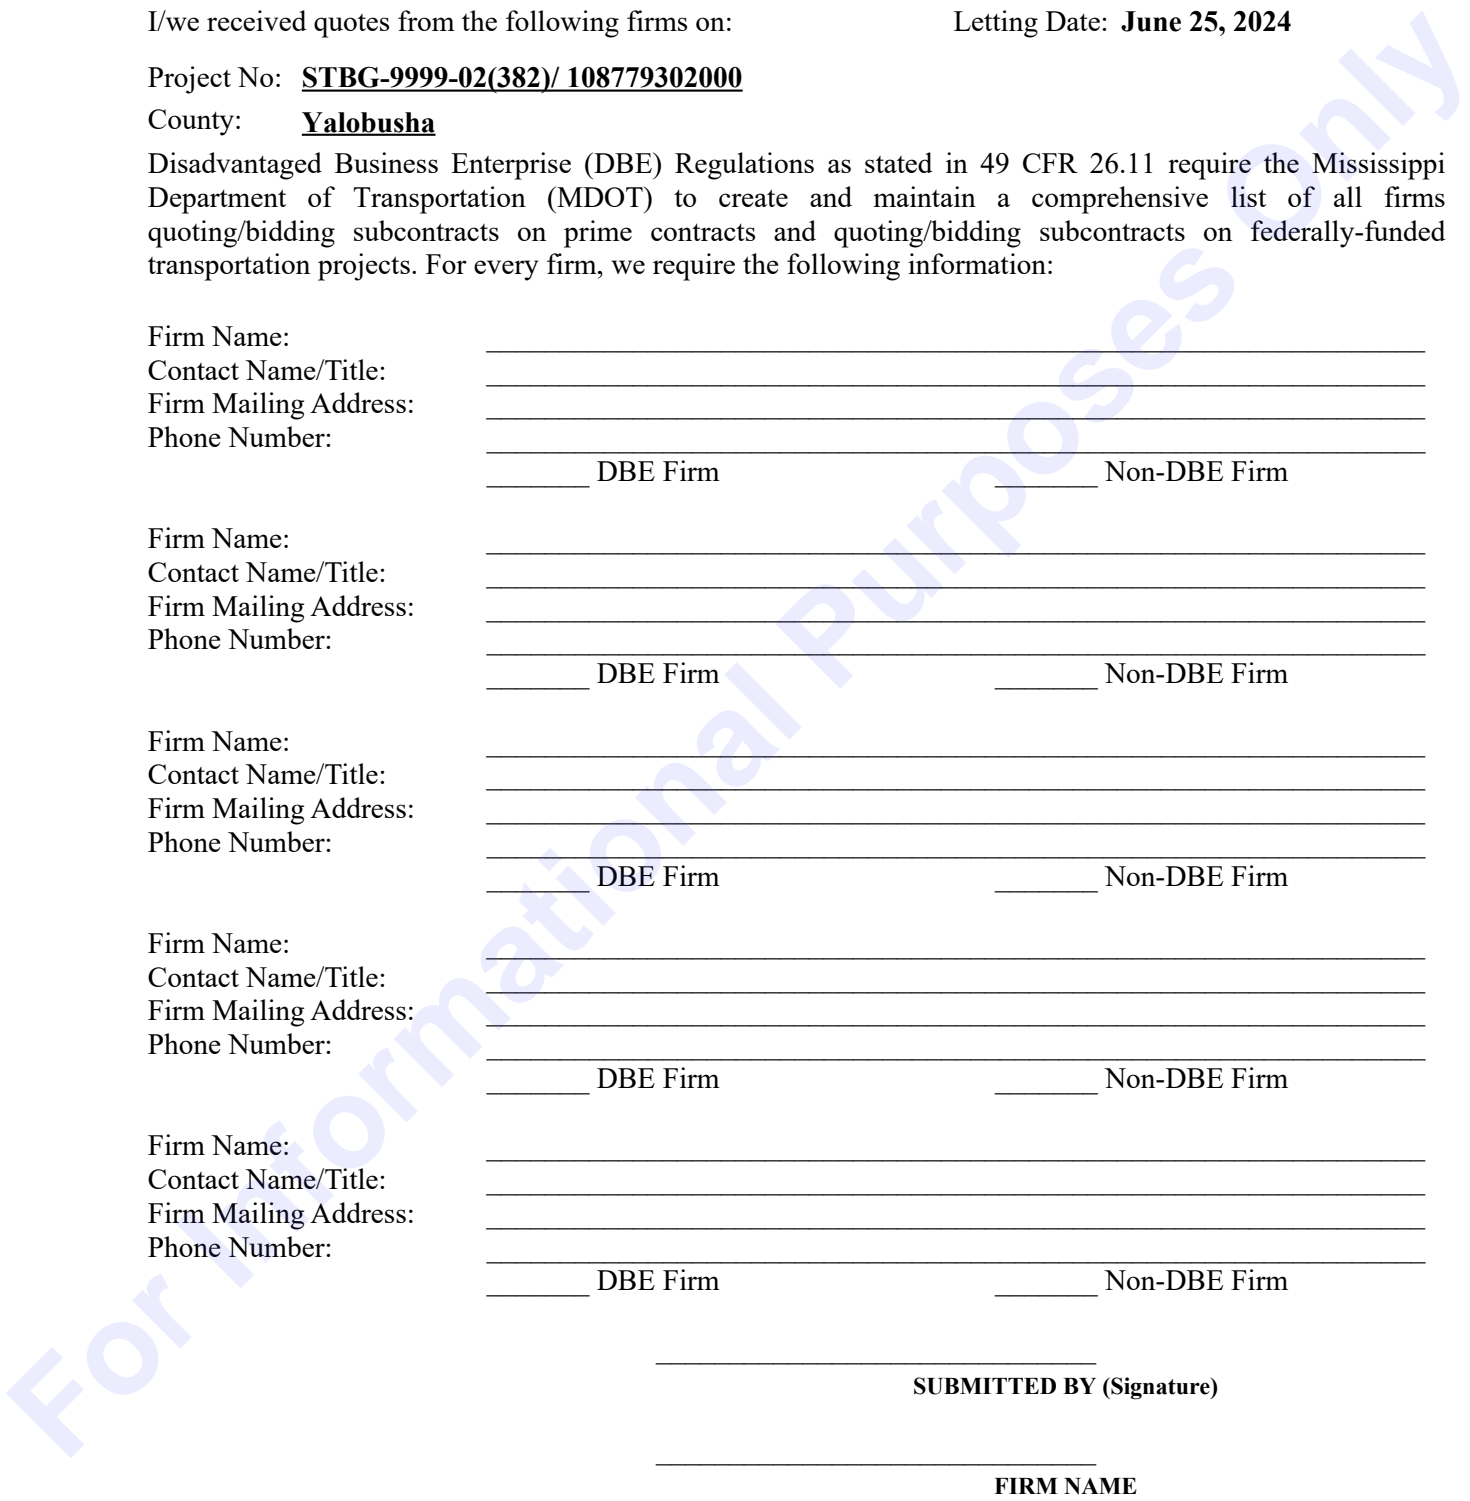 I/we received quotes from the following firms on: Letting Date: June 25, 2024
Project No: STBG-9999-02(382)/ 108779302000
County: Yalobusha
Disadvantaged Business Enterprise (DBE) Regulations as stated in 49 CFR 26.11 require the Mississippi
Department of Transportation (MDOT) to create and maintain a comprehensive list of all firms
quoting/bidding subcontracts on prime contracts and quoting/bidding subcontracts on federally-funded
transportation projects. For every firm, we require the following information:
Firm Name:
Contact Name/Title:
Firm Mailing Address:
Phone Number:
DBE Firm Non-DBE Firm
Firm Name:
Contact Name/Title:
Firm Mailing Address:
Phone Number:
DBE Firm Non-DBE Firm
Firm Name:
Contact Name/Title:
Firm Mailing Address:
Phone Number:
DBE Firm Non-DBE Firm
Firm Name:
Contact Name/Title:
Firm Mailing Address:
Phone Number:
DBE Firm Non-DBE Firm
Firm Name:
Contact Name/Title:
Firm Mailing Address:
Phone Number:
DBE Firm Non-DBE Firm
SUBMITTED BY (Signature)
FIRM NAME
For Informational Purposes Only